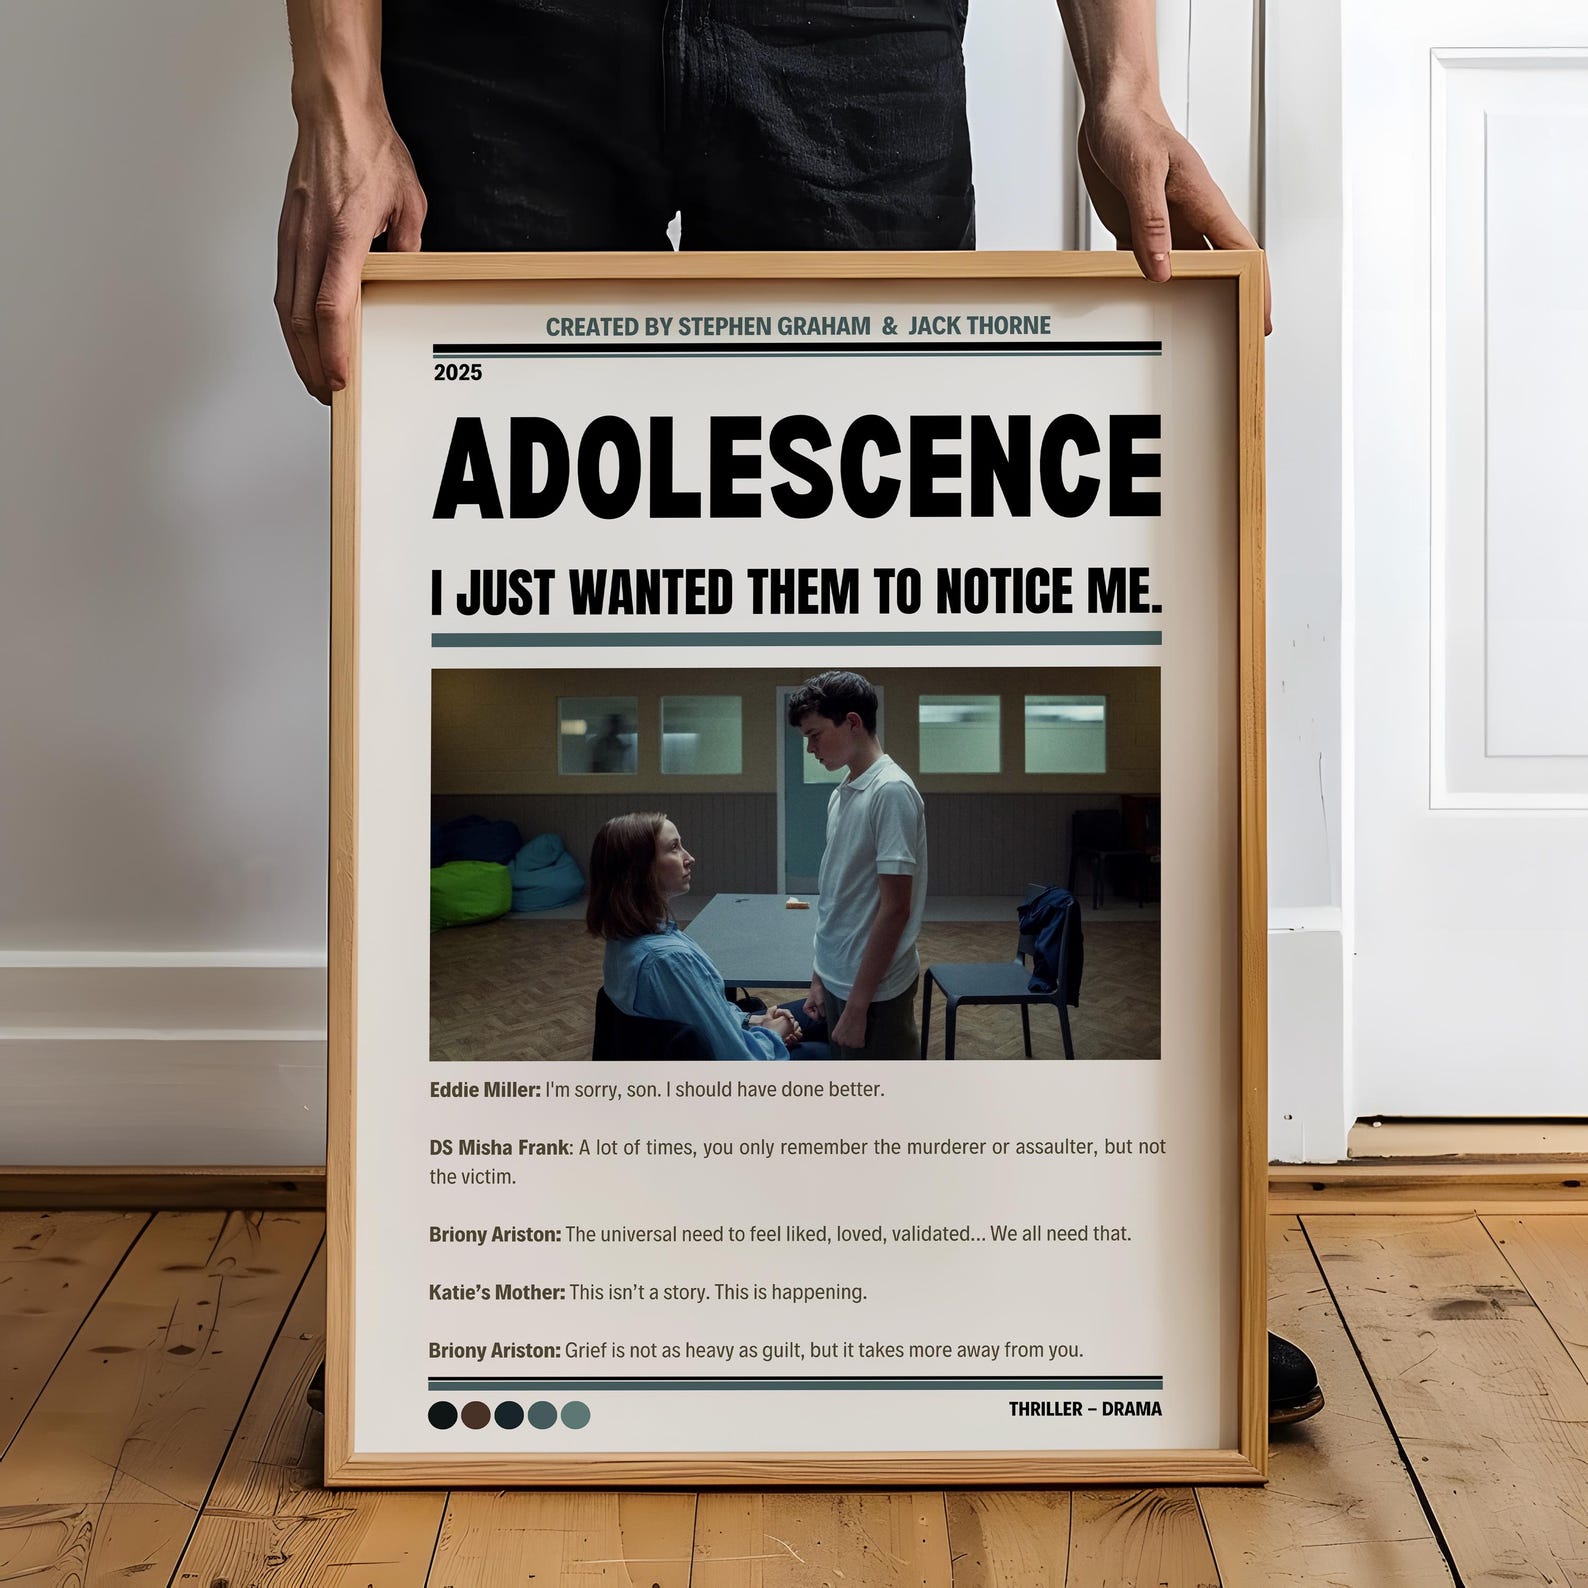 CREATED BY STEPHEN GRAHAM & JACK THORNE
2025
ADOLESCENCE
I JUST WANTED THEM TO NOTICE ME.
Eddie Miller: I'm sorry, son. I should have done better.
DS Misha Frank: A lot of times, you only remember the murderer or assaulter, but not
the victim.
Briony Ariston: The universal need to feel liked, loved, validated... We all need that.
Katie’s Mother: This isn’t a story. This is happening.
Briony Ariston: Grief is not as heavy as guilt, but it takes more away from you.
THRILLER – DRAMA